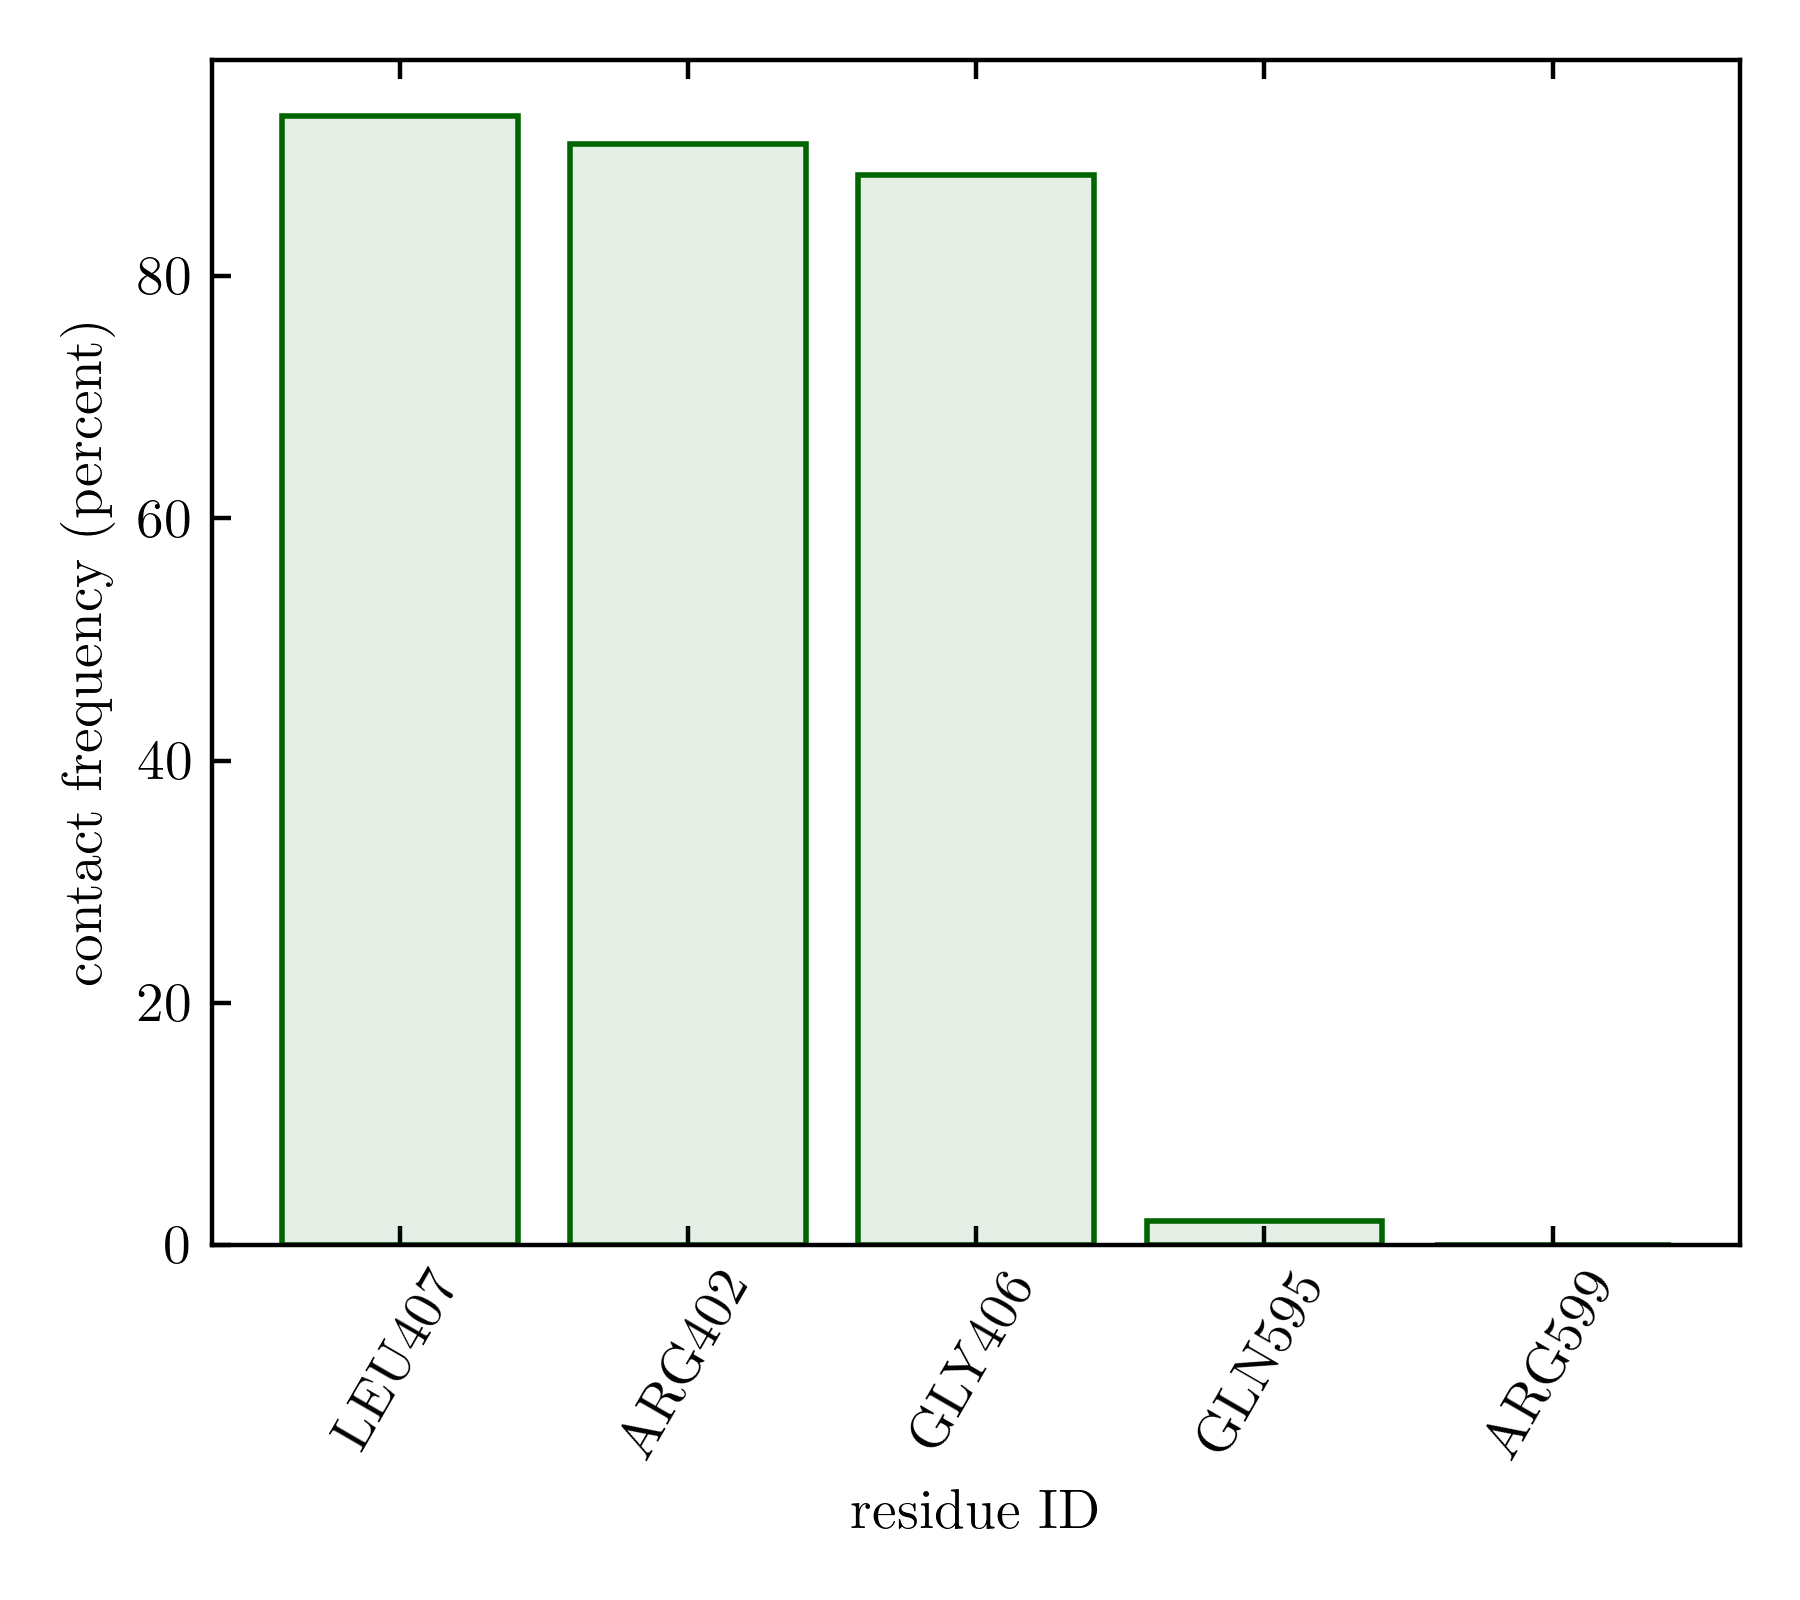 contact frequency (percent)
80
60
40
20
0
LEU407
ARG402
GLY406
GLN595
ARG599
residue ID